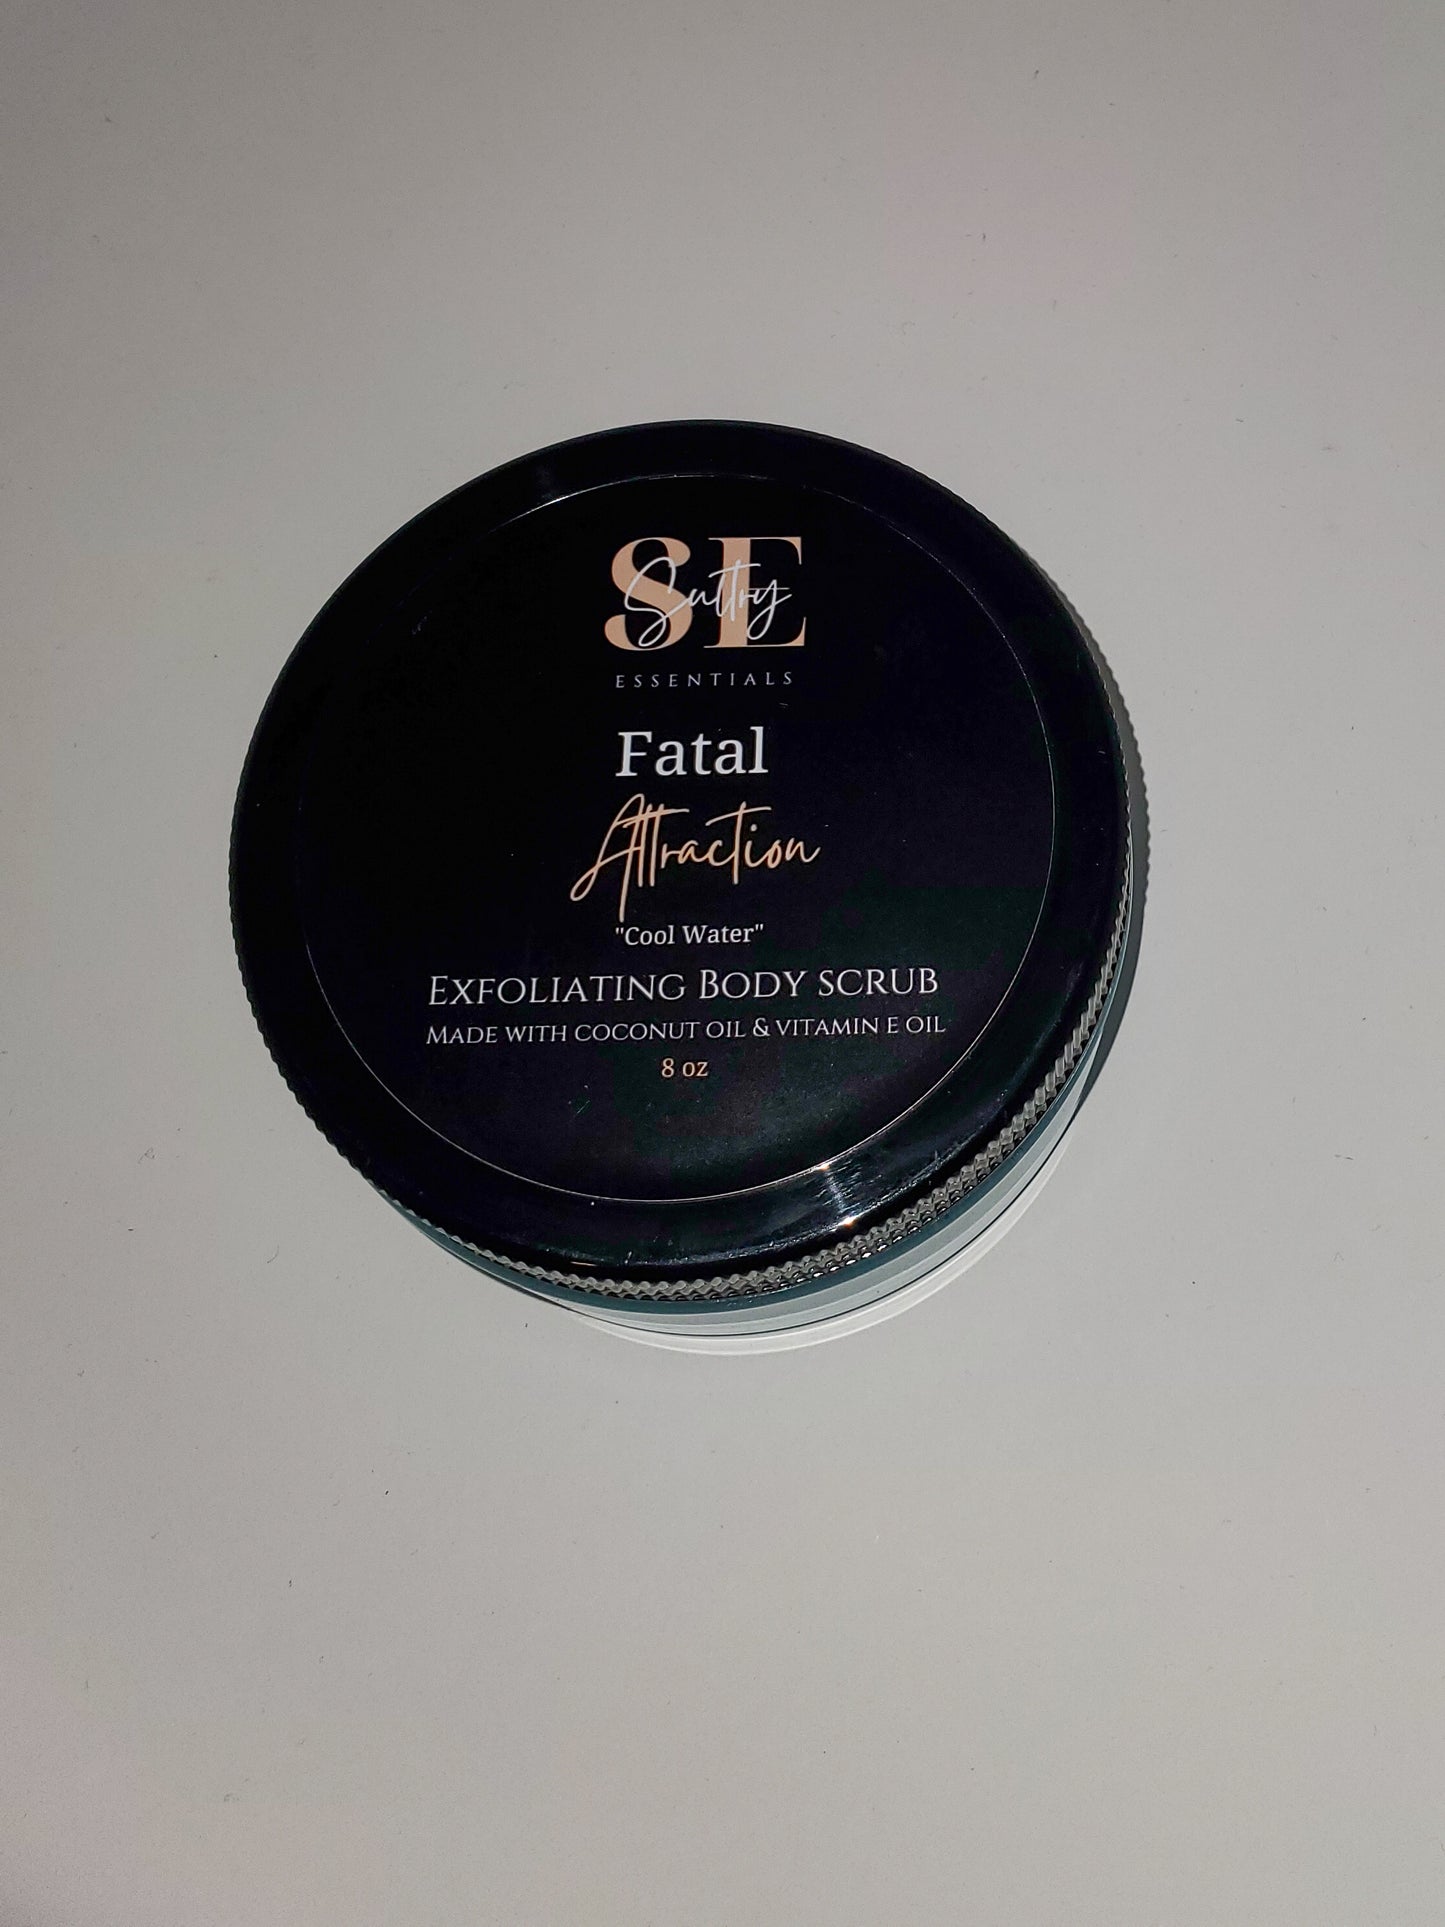 SE
Sultry
ESSENTIALS
Fatal
Attraction
"Cool Water"
EXFOLIATING BODY SCRUB
MADE WITH COCONUT OIL & VITAMIN E OIL
8 oz